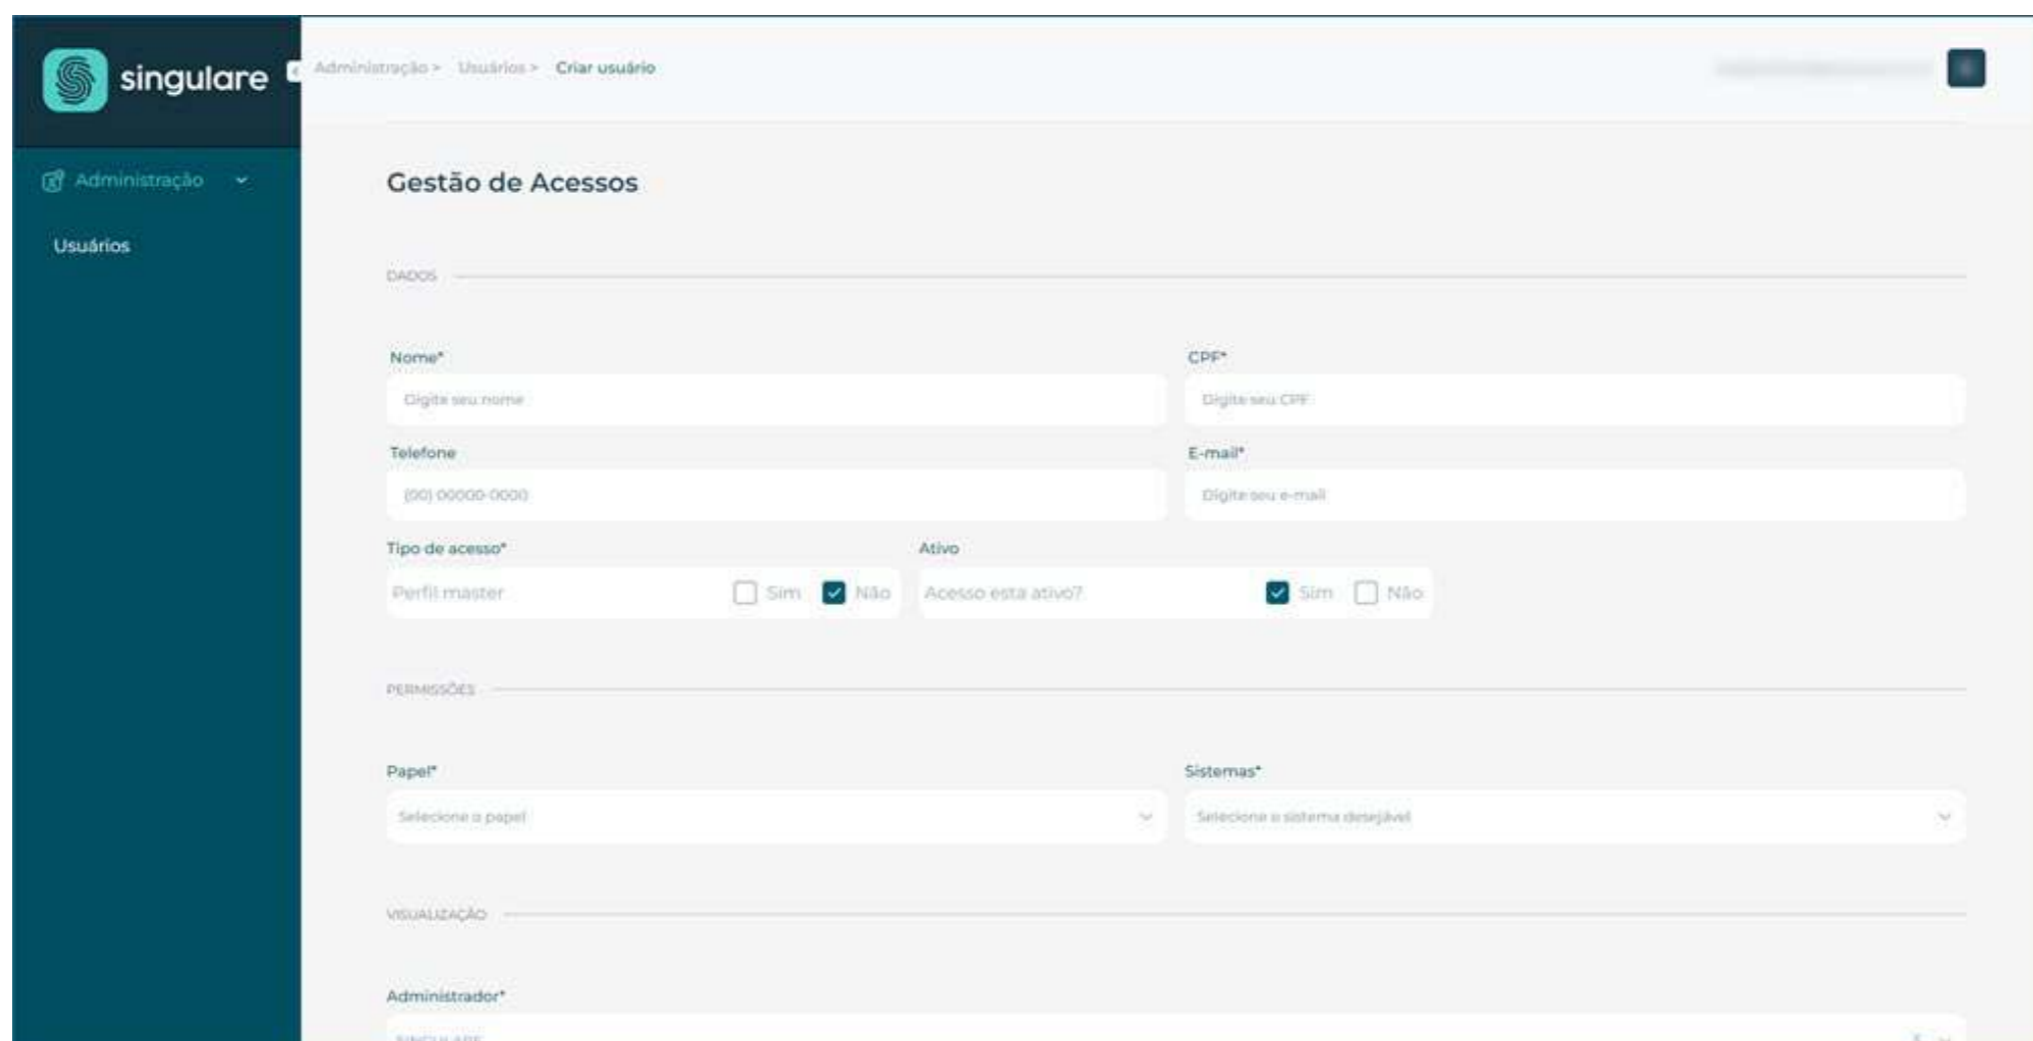 singulare
Administração > Usuários > Criar usuário
Administração
Usuários
Gestão de Acessos
DADOS
Nome* CPF*
Digite seu nome Digite seu CPF
Telefone E-mail*
(00) 00000-0000 Digite seu e-mail
Tipo de acesso* Ativo
Perfil master Sim Não Acesso esta ativo? Sim Não
PERMISSÕES
Papel* Sistemas*
Selecione o papel Selecione o sistema desejável
VISUALIZAÇÃO
Administrador*
SINGULARE